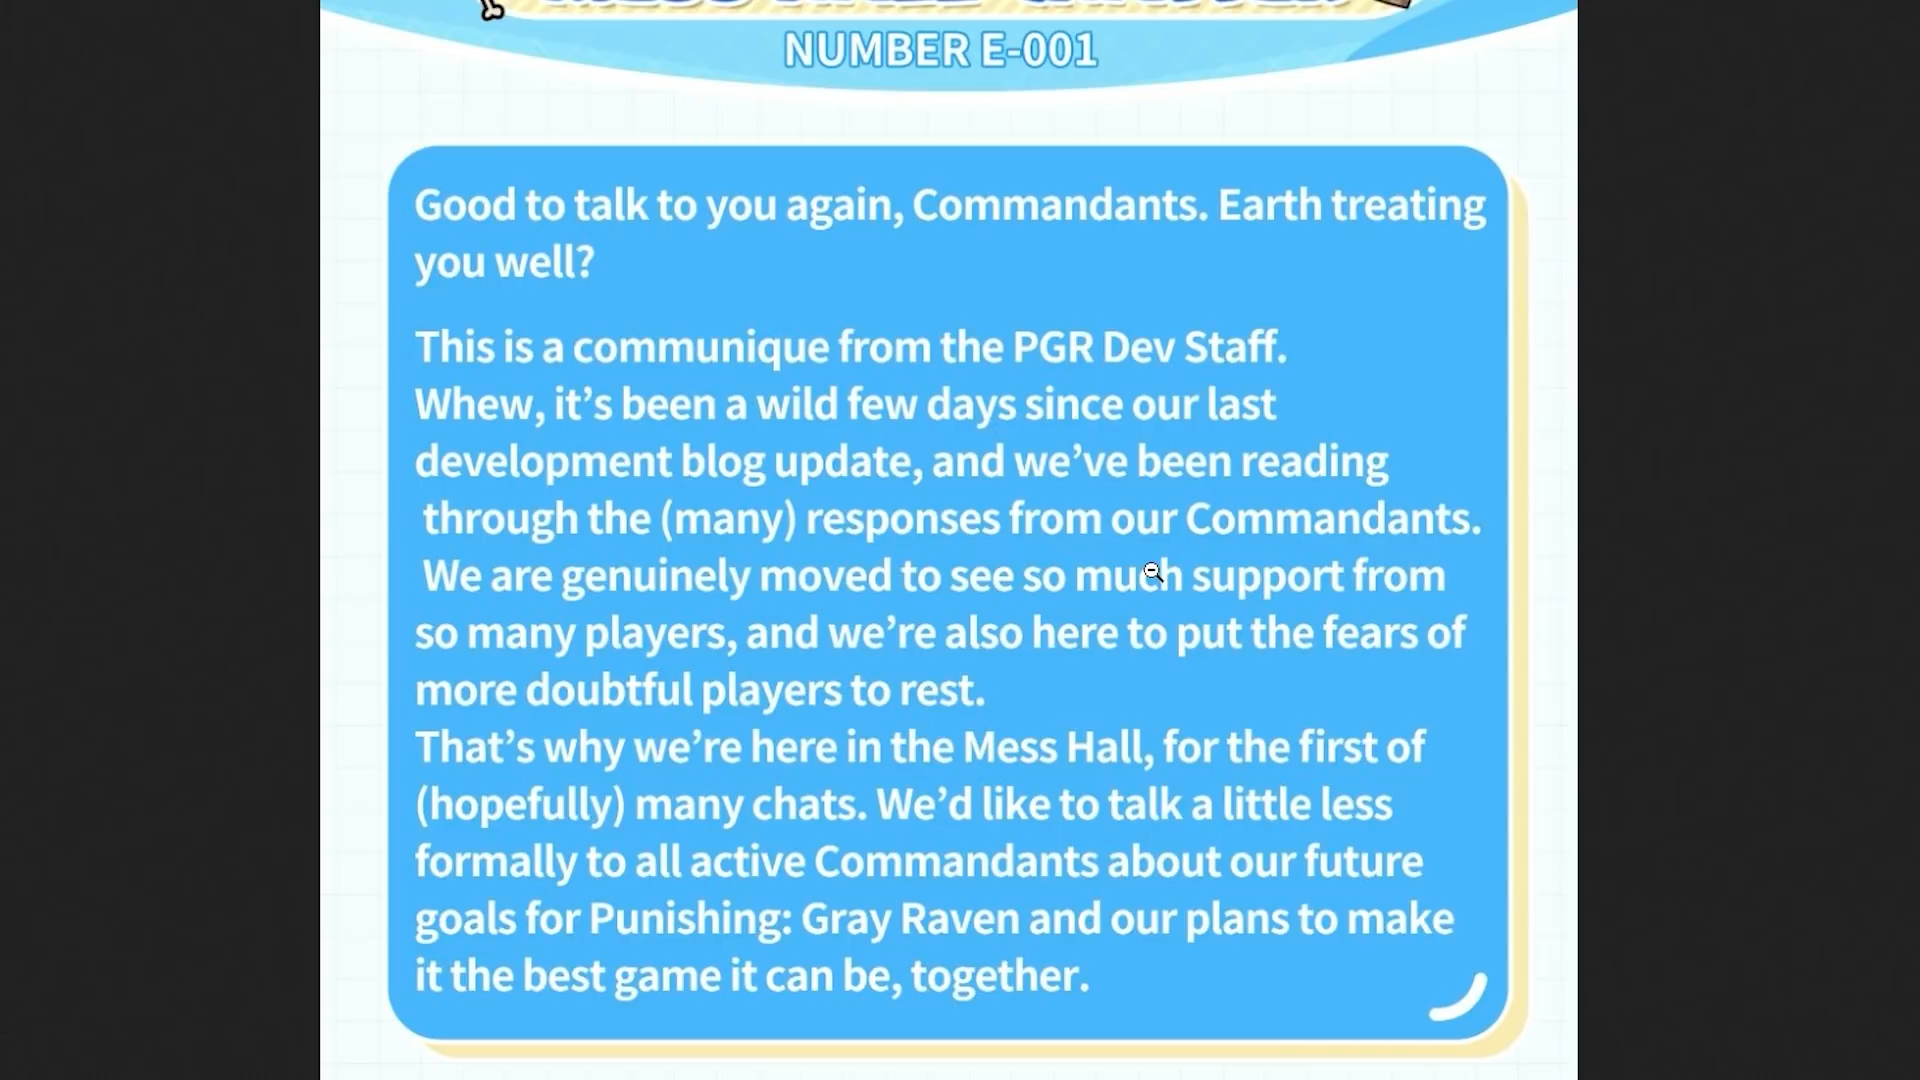 NUMBER E-001
Good to talk to you again, Commandants. Earth treating
you well?
This is a communique from the PGR Dev Staff.
Whew, it’s been a wild few days since our last
development blog update, and we’ve been reading
through the (many) responses from our Commandants.
We are genuinely moved to see so much support from
so many players, and we’re also here to put the fears of
more doubtful players to rest.
That’s why we’re here in the Mess Hall, for the first of
(hopefully) many chats. We’d like to talk a little less
formally to all active Commandants about our future
goals for Punishing: Gray Raven and our plans to make
it the best game it can be, together.